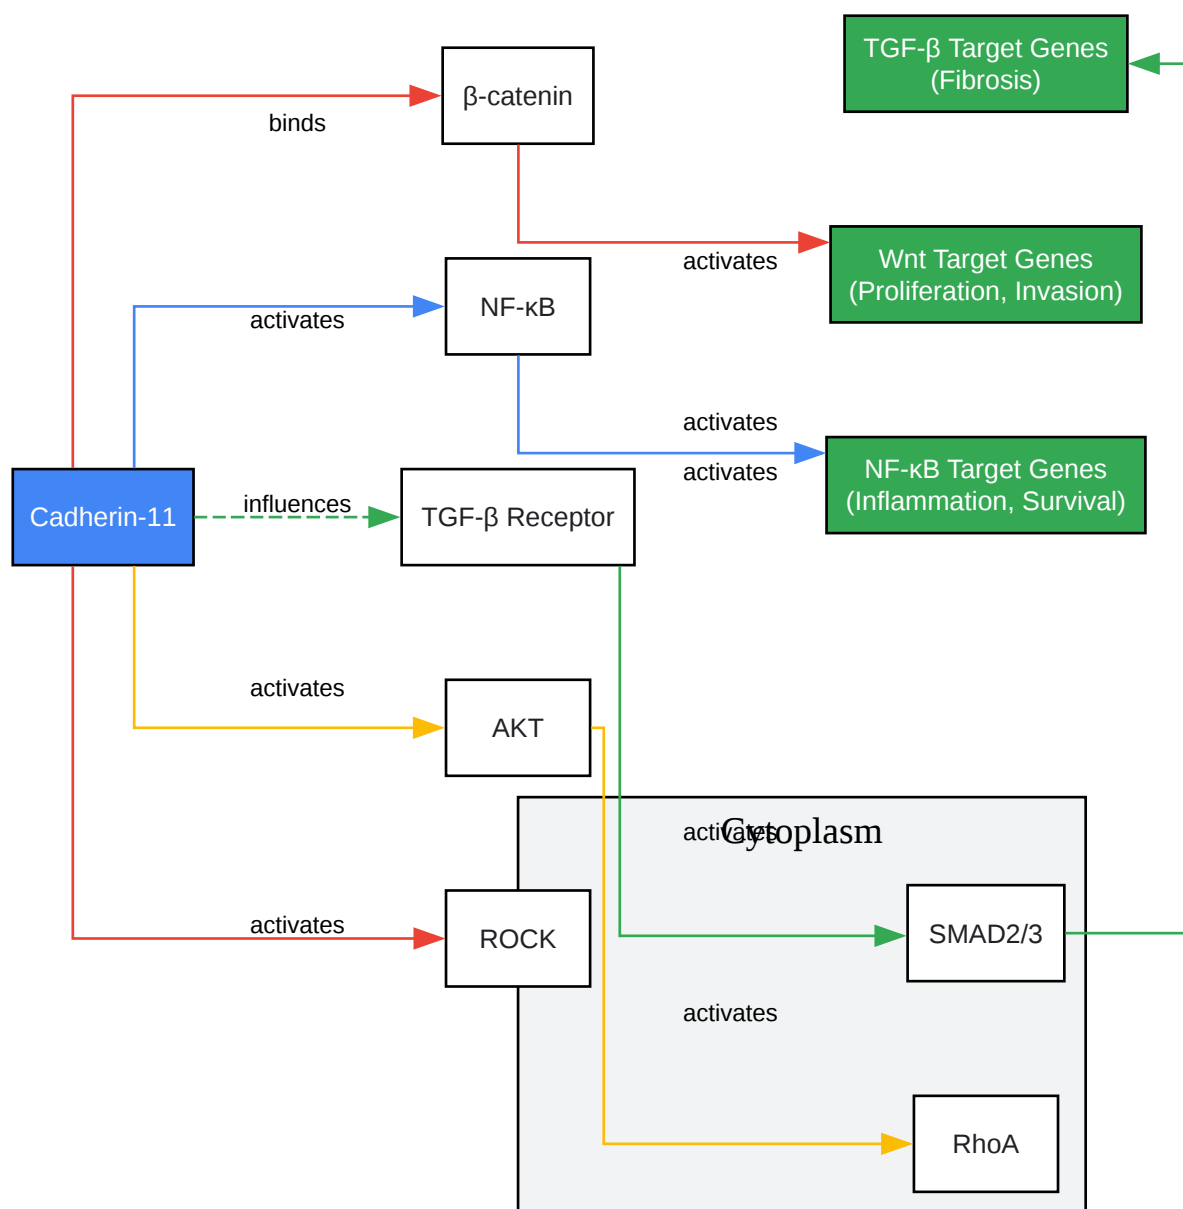 TGF-β Target Genes
(Fibrosis)
β-catenin
binds
Wnt Target Genes
(Proliferation, Invasion)
activates
NF-κB
activates
activates
NF-κB Target Genes
(Inflammation, Survival)
activates
Cadherin-11
influences
TGF-β Receptor
activates
AKT
Cytoplasm
activates
activates
ROCK
SMAD2/3
activates
RhoA